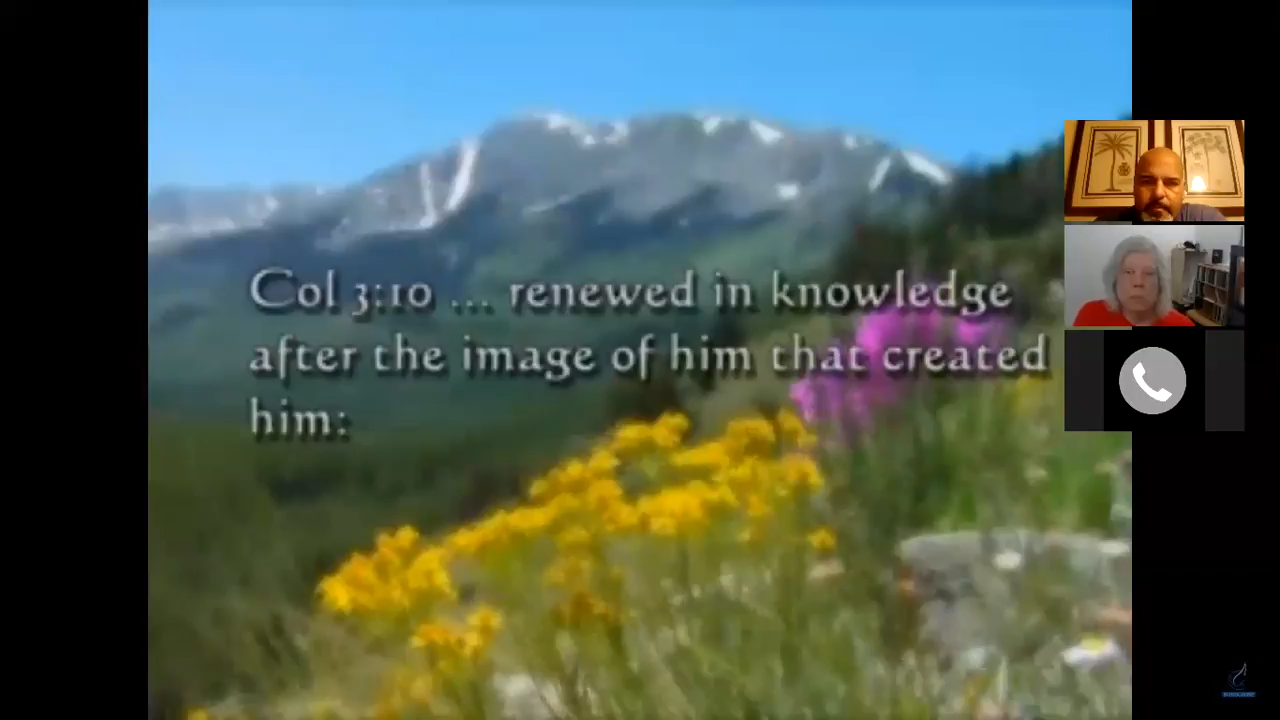 Col 3:10 ... renewed in knowledge
after the image of him that created
him: